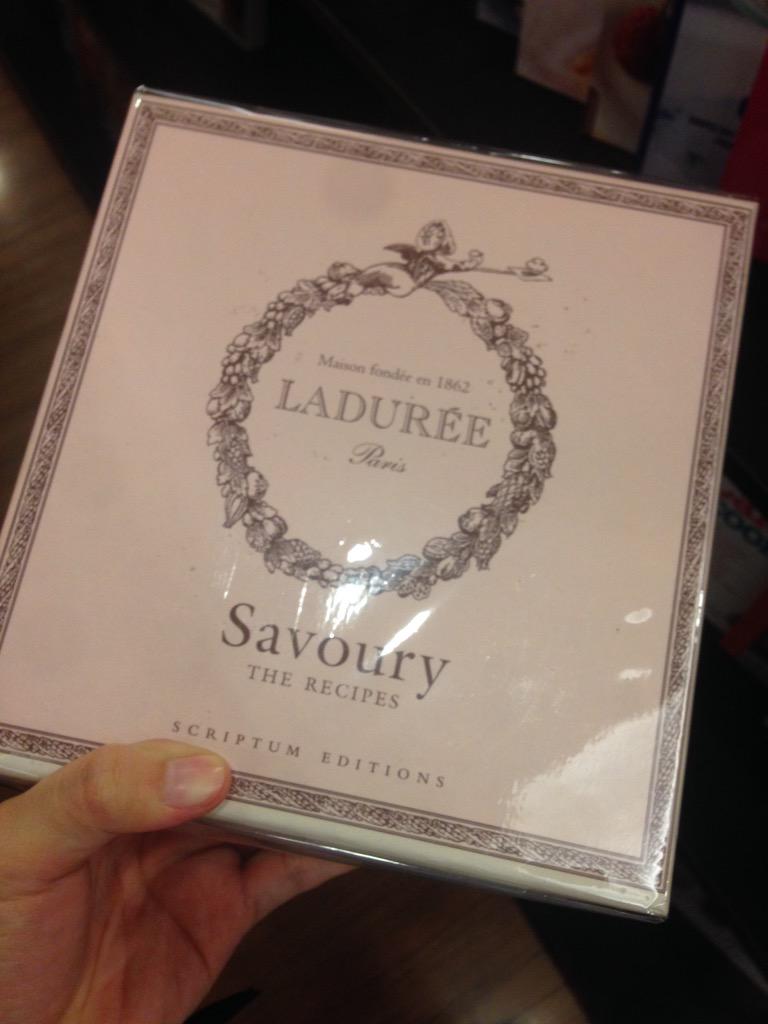 Maison fondée en 1862
LADURÉE
Paris
Savoury
THE RECIPES
SCRIPTUM EDITIONS